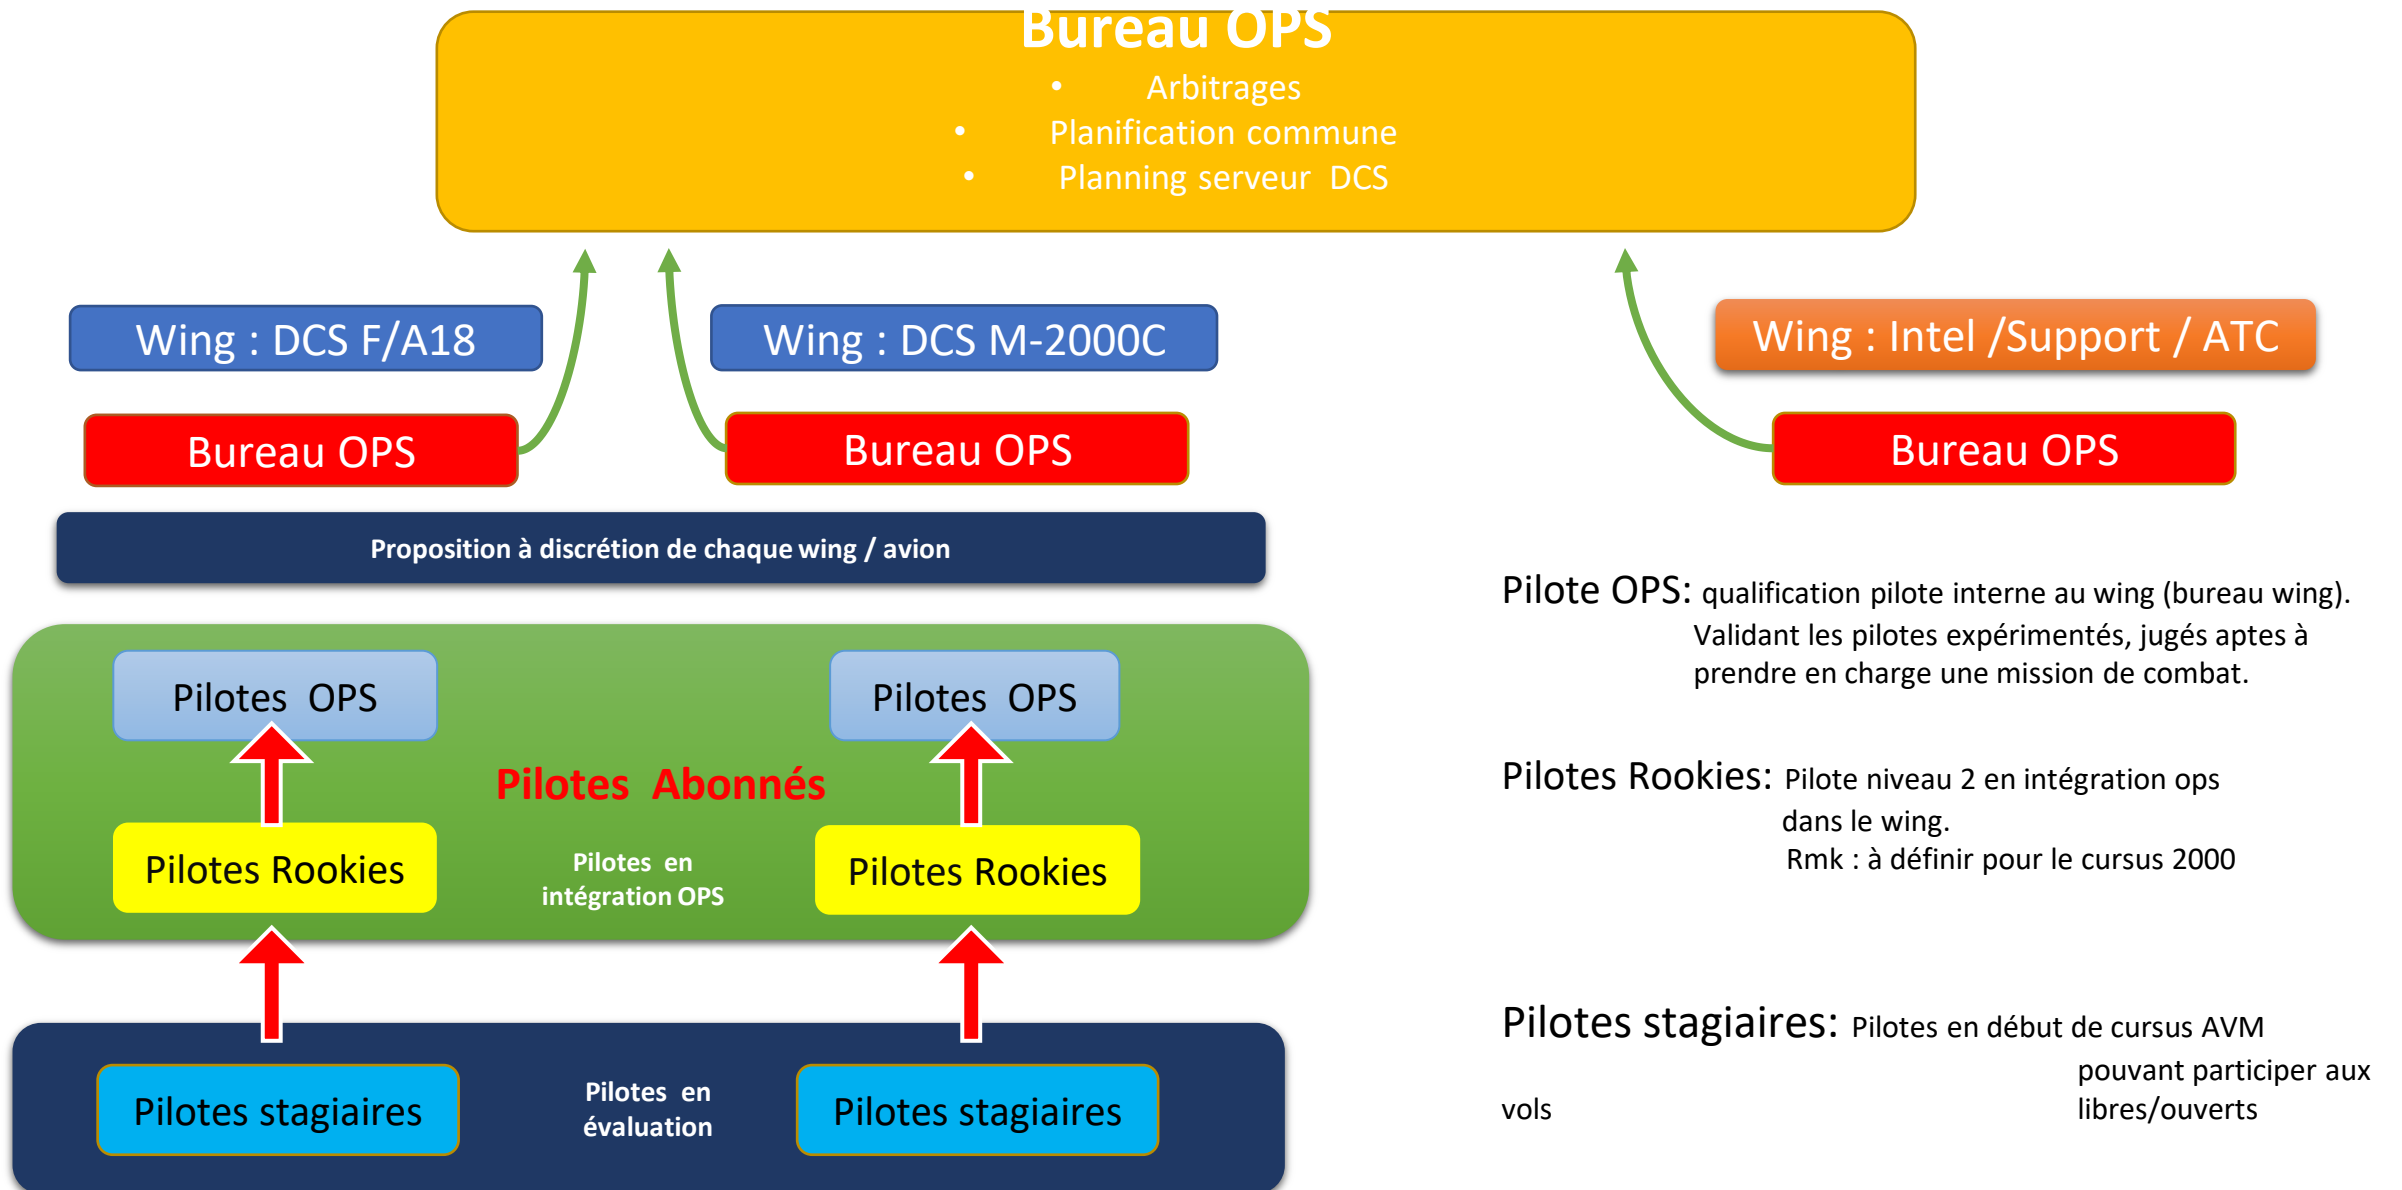 Bureau OPS
• Arbitrages
• Planification commune
• Planning serveur DCS
Wing : DCS F/A18
Wing : DCS M-2000C
Wing : Intel /Support / ATC
Bureau OPS
Bureau OPS
Bureau OPS
Proposition à discrétion de chaque wing / avion
Pilotes OPS
Pilotes OPS
Pilotes Abonnés
Pilotes Rookies
Pilotes en
intégration OPS
Pilotes Rookies
Pilotes stagiaires
Pilotes en
évaluation
Pilotes stagiaires
Pilote OPS: qualification pilote interne au wing (bureau wing).
Validant les pilotes expérimentés, jugés aptes à
prendre en charge une mission de combat.
Pilotes Rookies: Pilote niveau 2 en intégration ops
dans le wing.
Rmk : à définir pour le cursus 2000
Pilotes stagiaires: Pilotes en début de cursus AVM
pouvant participer aux
vols libres/ouverts